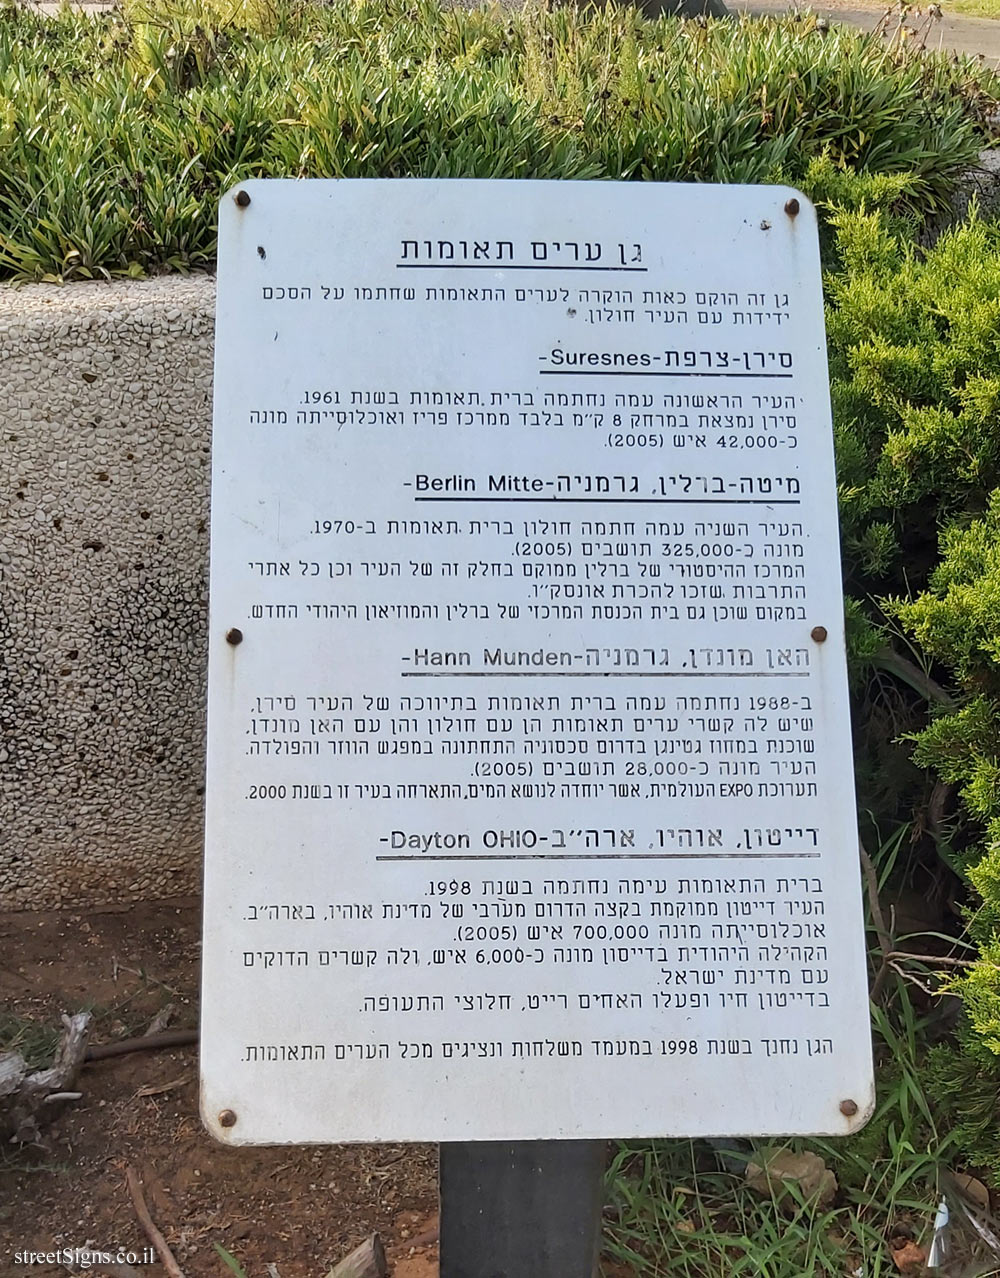 גן ערים תאומות
גן זה הוקם כאות הוקרה לערים התאומות שחתמו על הסכם
ידידות עם העיר חולון.
סירן-צרפת-Suresnes-
העיר הראשונה עמה נחתמה ברית תאומות בשנת 1961.
סירן נמצאת במרחק 8 ק״מ בלבד ממרכז פריז ואוכלוסייתה מונה
כ-42,000 איש (2005).
מיטה-ברלין, גרמניה-Berlin Mitte-
העיר השניה עמה חתמה חולון ברית תאומות ב-1970.
מונה כ-325,000 תושבים (2005).
המרכז ההיסטורי של ברלין ממוקם בחלק זה של העיר וכן כל אתרי
התרבות שזכו להכרת אונסק״ו.
במקום שוכן גם בית הכנסת המרכזי של ברלין והמוזיאון היהודי החדש.
האן מונדן, גרמניה-Hann Munden-
ב-1988 נחתמה עמה ברית תאומות בתיווכה של העיר סירן,
שיש לה קשרי ערים תאומות הן עם חולון והן עם האן מונדן,
שוכנת במחוז גטינגן בדרום סכסוניה התחתונה במפגש הווזר והפולדה.
העיר מונה כ-28,000 תושבים (2005).
תערוכת EXPO העולמית, אשר יוחדה לנושא המים, התארחה בעיר זו בשנת 2000.
דייטון, אוהיו, ארה״ב-Dayton OHIO-
ברית התאומות עימה נחתמה בשנת 1998.
העיר דייטון ממוקמת בקצה הדרום מערבי של מדינת אוהיו, בארה״ב.
אוכלוסייתה מונה 700,000 איש (2005).
הקהילה היהודית בדייסון מונה כ-6,000 איש, ולה קשרים הדוקים
עם מדינת ישראל.
בדייטון חיו ופעלו האחים רייט, חלוצי התעופה.
הגן נחנך בשנת 1998 במעמד משלחות ונציגים מכל הערים התאומות.
streetSigns.co.il